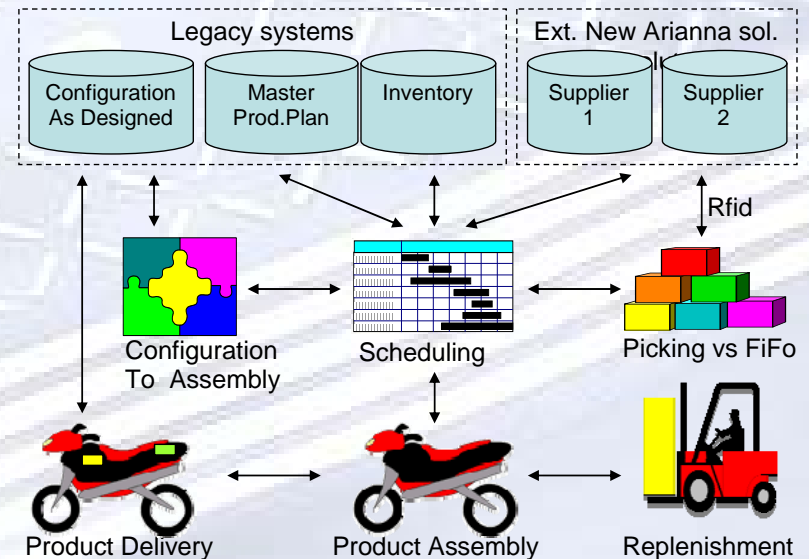 Legacy systems
Ext. New Arianna sol.
Configuration
As Designed
Master
Prod.Plan
Inventory
Supplier
1
Supplier
2
Rfid
Configuration
To Assembly
Scheduling
Picking vs FiFo
Product Delivery
Product Assembly
Replenishment